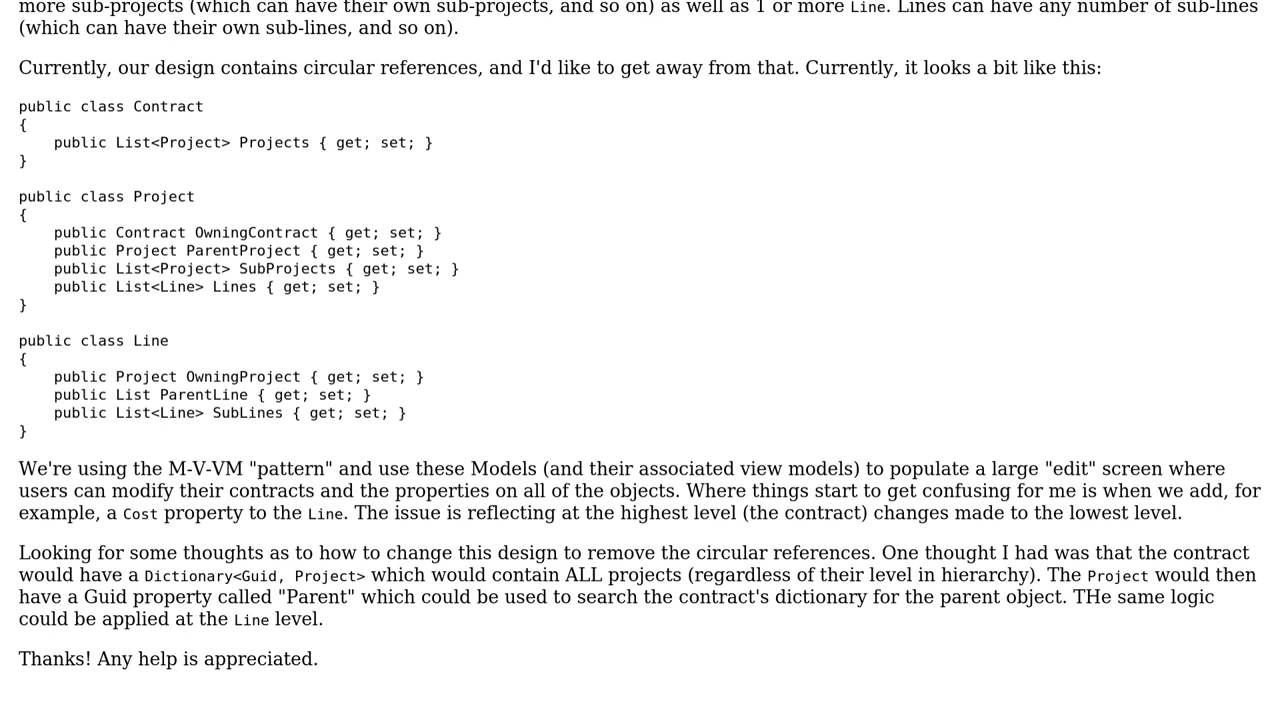 more sub-projects (which can have their own sub-projects, and so on) as well as 1 or more Line. Lines can have any number of sub-lines
(which can have their own sub-lines, and so on).
Currently, our design contains circular references, and I'd like to get away from that. Currently, it looks a bit like this:
public class Contract
{
    public List<Project> Projects { get; set; }
}
public class Project
{
    public Contract OwningContract { get; set; }
    public Project ParentProject { get; set; }
    public List<Project> SubProjects { get; set; }
    public List<Line> Lines { get; set; }
}
public class Line
{
    public Project OwningProject { get; set; }
    public List ParentLine { get; set; }
    public List<Line> SubLines { get; set; }
}
We're using the M-V-VM "pattern" and use these Models (and their associated view models) to populate a large "edit" screen where
users can modify their contracts and the properties on all of the objects. Where things start to get confusing for me is when we add, for
example, a Cost property to the Line. The issue is reflecting at the highest level (the contract) changes made to the lowest level.
Looking for some thoughts as to how to change this design to remove the circular references. One thought I had was that the contract
would have a Dictionary<Guid, Project> which would contain ALL projects (regardless of their level in hierarchy). The Project would then
have a Guid property called "Parent" which could be used to search the contract's dictionary for the parent object. THe same logic
could be applied at the Line level.
Thanks! Any help is appreciated.